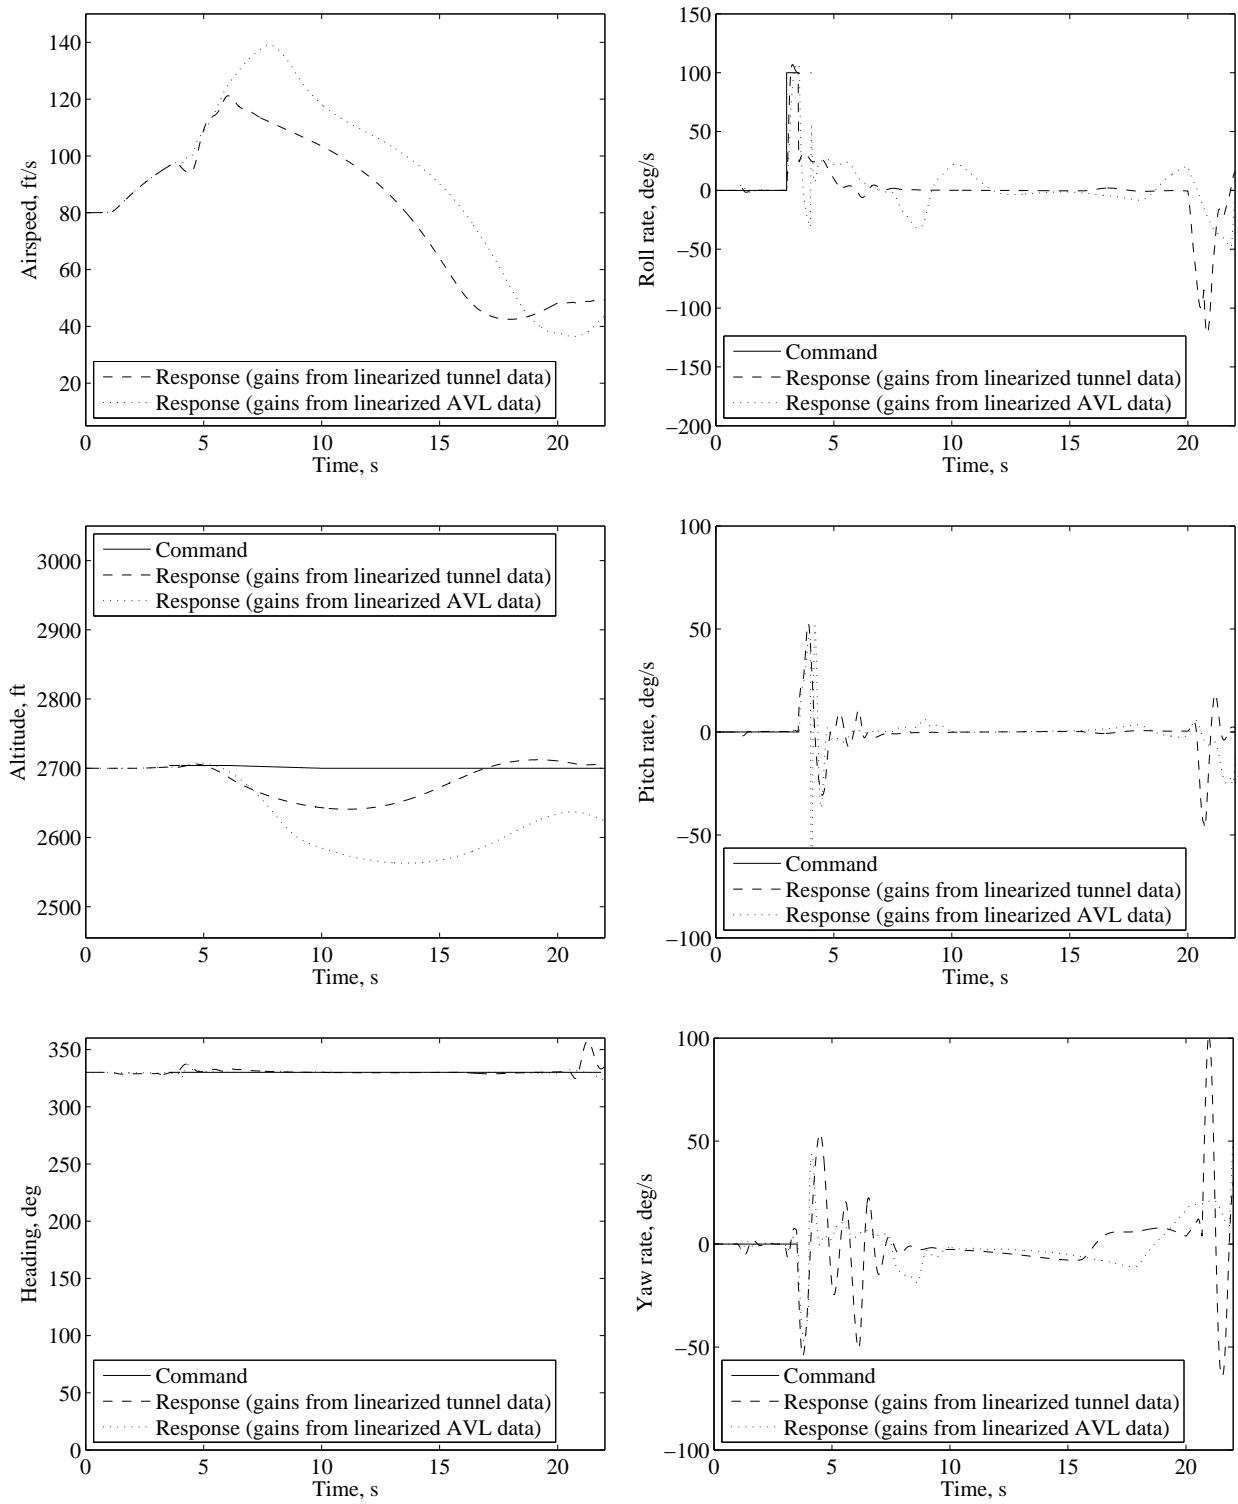 140
120
100
80
60
40
20
0
5
10
15
20
Airspeed, ft/s
Time, s
Response (gains from linearized tunnel data)
Response (gains from linearized AVL data)
150
100
50
0
−50
−100
−150
−200
0
5
10
15
20
Roll rate, deg/s
Time, s
Command
Response (gains from linearized tunnel data)
Response (gains from linearized AVL data)
3000
2900
2800
2700
2600
2500
0
5
10
15
20
Altitude, ft
Time, s
Command
Response (gains from linearized tunnel data)
Response (gains from linearized AVL data)
100
50
0
−50
−100
0
5
10
15
20
Pitch rate, deg/s
Time, s
Command
Response (gains from linearized tunnel data)
Response (gains from linearized AVL data)
350
300
250
200
150
100
50
0
0
5
10
15
20
Heading, deg
Time, s
Command
Response (gains from linearized tunnel data)
Response (gains from linearized AVL data)
100
50
0
−50
−100
0
5
10
15
20
Yaw rate, deg/s
Time, s
Command
Response (gains from linearized tunnel data)
Response (gains from linearized AVL data)